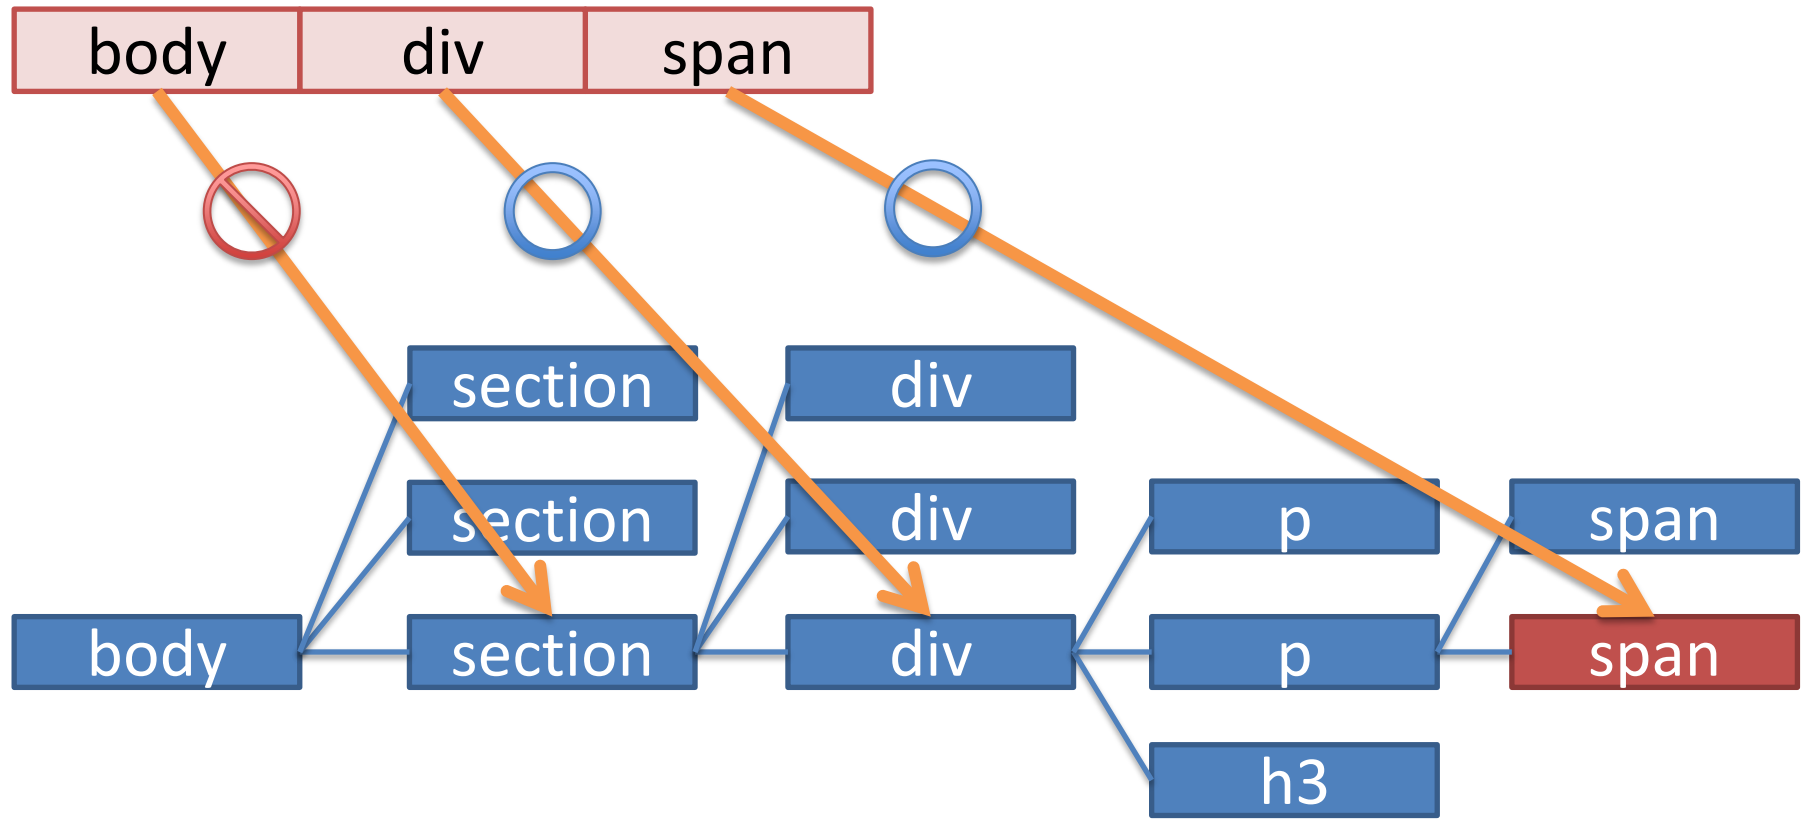 body div span
section div
section div p span
body section div p span
h3